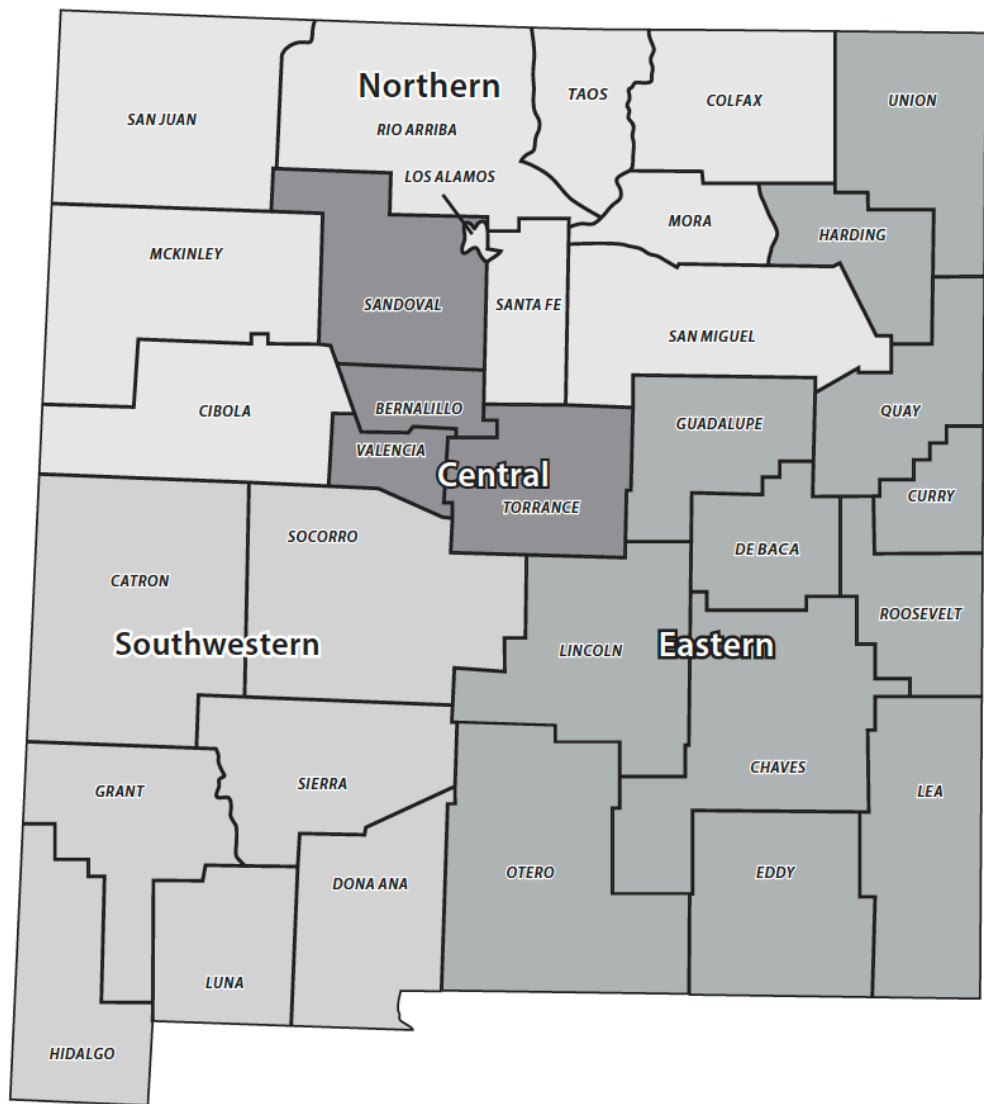 Northern
TAOS
COLFAX
UNION
SAN JUAN
RIO ARRIBA
LOS ALAMOS
MORA
HARDING
MCKINLEY
SANDOVAL
SANTA FE
SAN MIGUEL
CIBOLA
BERNALILLO
GUADALUPE
QUAY
VALENCIA
Central
TORRANCE
CURRY
SOCORRO
DE BACA
CATRON
ROOSEVELT
Southwestern
LINCOLN
Eastern
GRANT
SIERRA
CHAVES
LEA
OTERO
EDDY
DONA ANA
LUNA
HIDALGO